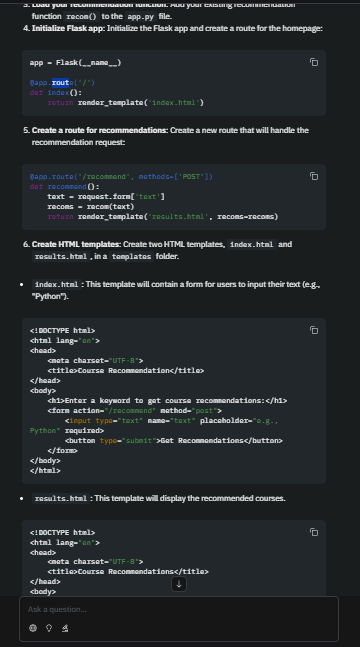 3. Load your recommendation function: Add your existing recommendation
function recom() to the app.py file.
4. Initialize Flask app: Initialize the Flask app and create a route for the homepage:
app = Flask(__name__)
@app.route('/')
def index():
return render_template('index.html')
5. Create a route for recommendations: Create a new route that will handle the
recommendation request:
@app.route('/recommend', methods=['POST'])
def recommend():
text = request.form['text']
recoms = recom(text)
return render_template('results.html', recoms=recoms)
6. Create HTML templates: Create two HTML templates, index.html and
results.html, in a templates folder.
• index.html: This template will contain a form for users to input their text (e.g.,
"Python").
<!DOCTYPE html>
<html lang="en">
<head>
<meta charset="UTF-8">
<title>Course Recommendation</title>
</head>
<body>
<h1>Enter a keyword to get course recommendations:</h1>
<form action="/recommend" method="post">
<input type="text" name="text" placeholder="e.g.,
Python" required>
<button type="submit">Get Recommendations</button>
</form>
</body>
</html>
• results.html: This template will display the recommended courses.
<!DOCTYPE html>
<html lang="en">
<head>
<meta charset="UTF-8">
<title>Course Recommendations</title>
</head>
<body>
Ask a question...